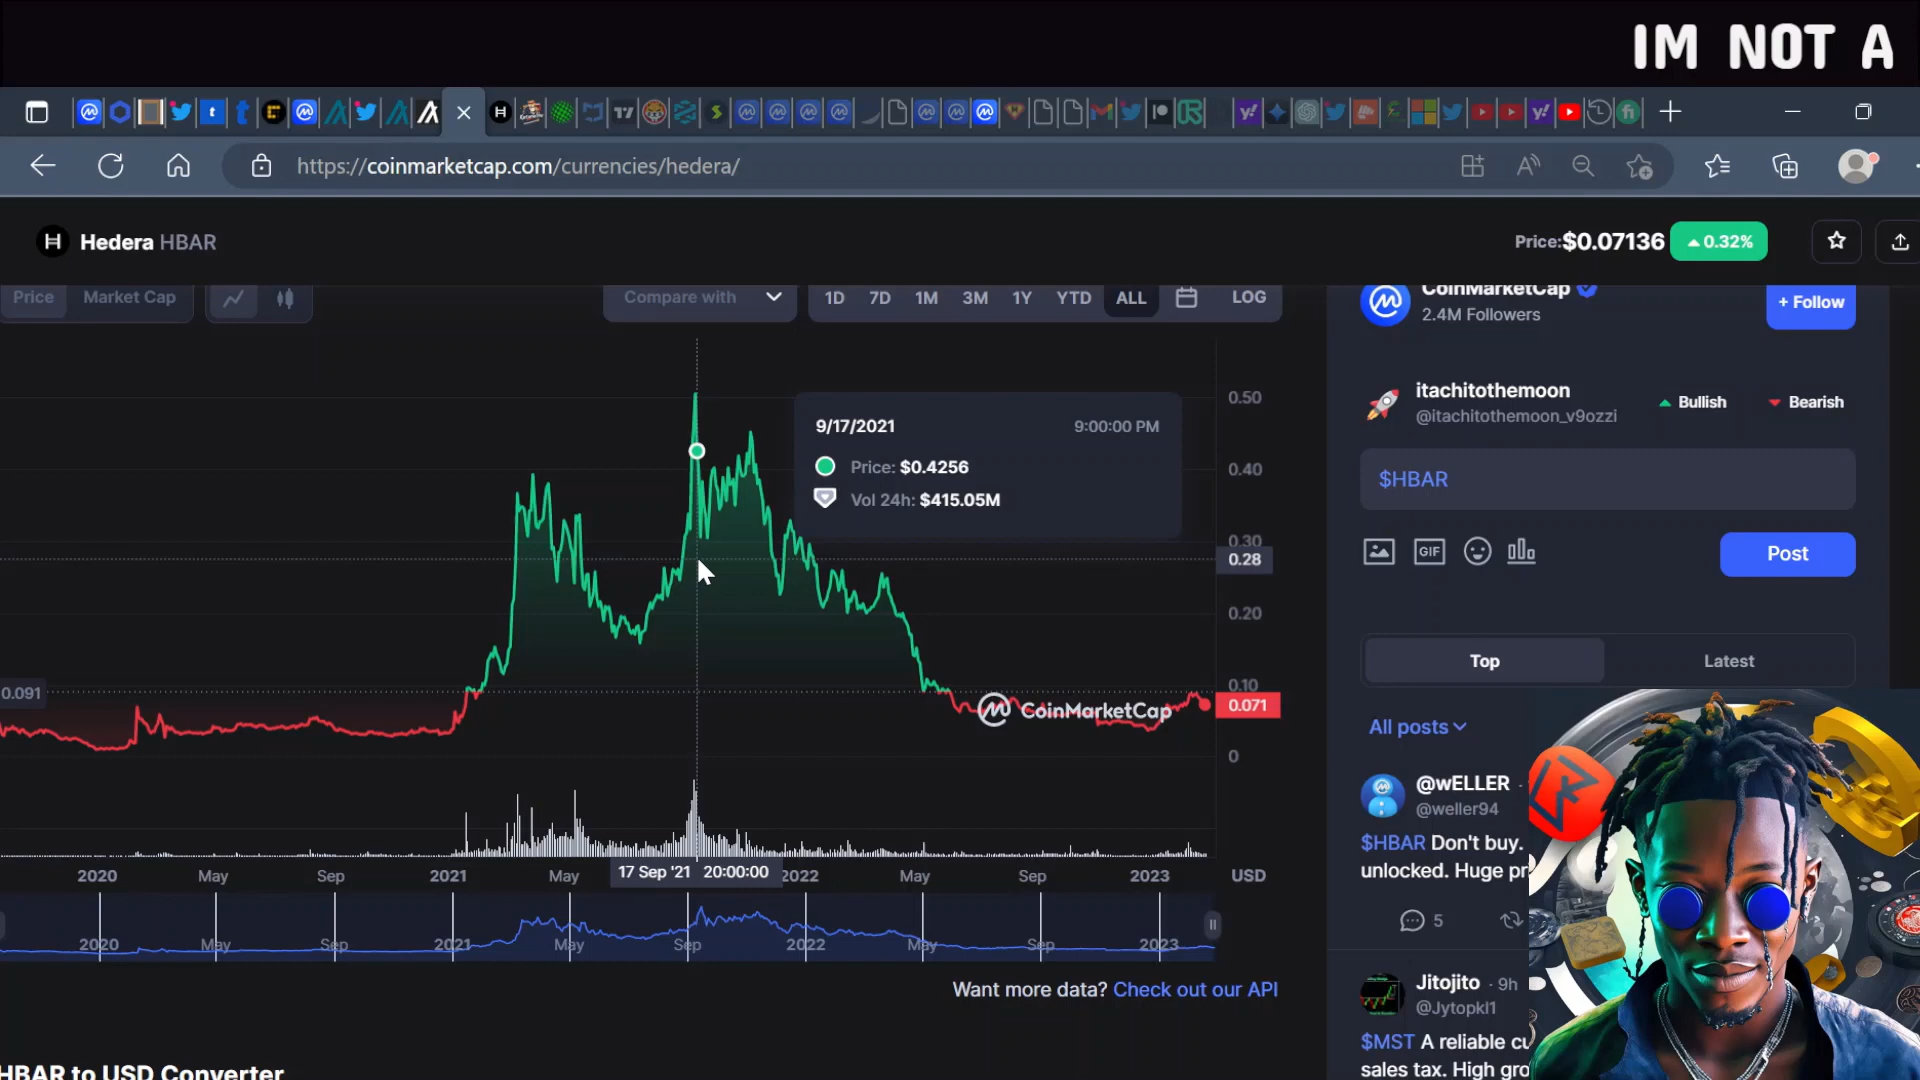 IM NOT A
https://coinmarketcap.com/currencies/hedera/
Hedera HBAR
Price:$0.07136 0.32%
Price Market Cap
Compare with
1D 7D 1M 3M 1Y YTD ALL LOG
CoinMarketCap
2.4M Followers
+ Follow
itachitothemoon
@itachitothemoon_v9ozzi
Bullish Bearish
$HBAR
GIF
Post
Top Latest
All posts
@wELLER
@weller94
$HBAR Don't buy.
unlocked. Huge pr
5
Jitojito · 9h
@Jytopkl1
$MST A reliable cu
sales tax. High gro
9/17/2021 9:00:00 PM
Price: $0.4256
Vol 24h: $415.05M
0.50
0.40
0.30
0.28
0.20
0.10
0.071
0
0.091
CoinMarketCap
2020 May Sep 2021 May 17 Sep '21 20:00:00 2022 May Sep 2023 USD
2020 May Sep 2021 May Sep 2022 May Sep 2023
Want more data? Check out our API
HBAR to USD Converter